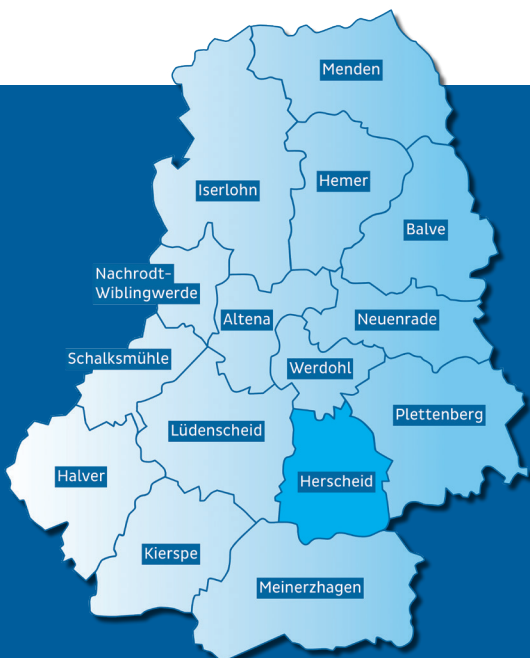 Menden
Hemer
Iserlohn
Balve
Nachrodt-
Wiblingwerde
Altena
Neuenrade
Schalksmühle
Werdohl
Plettenberg
Lüdenscheid
Halver
Herscheid
Kierspe
Meinerzhagen